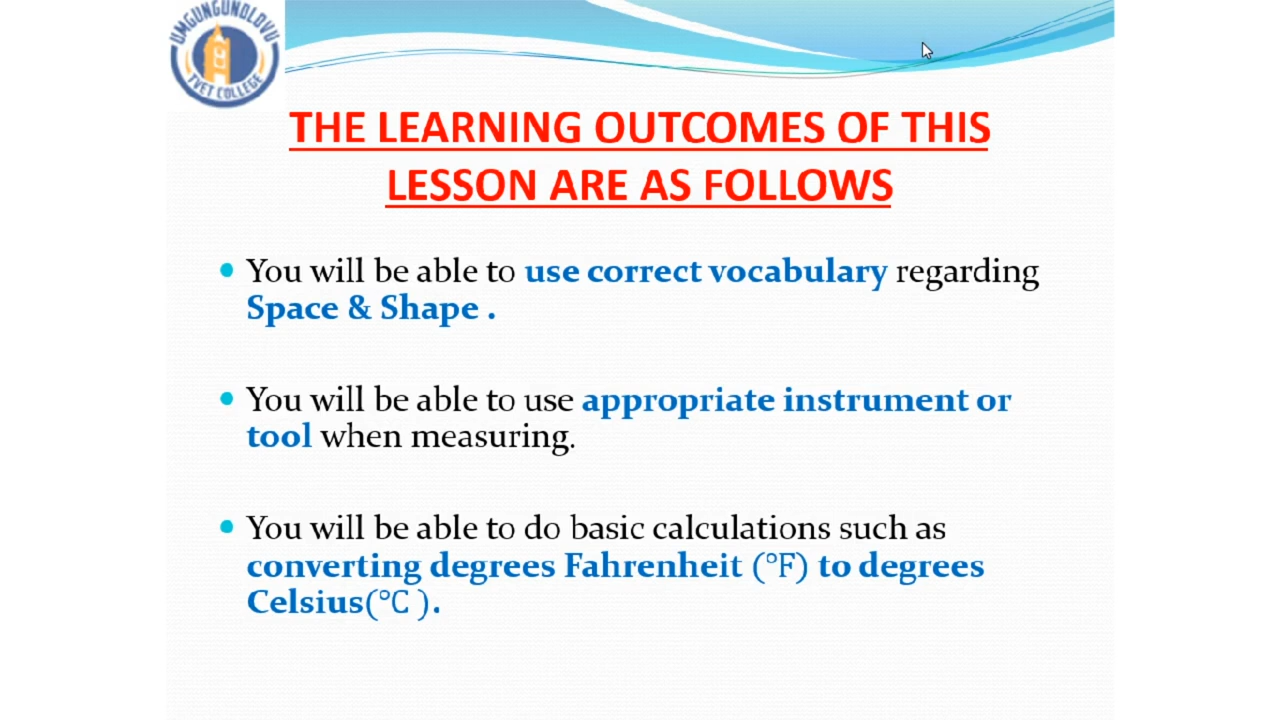 UMGUNGUNDLOVU
TVET COLLEGE
THE LEARNING OUTCOMES OF THIS
LESSON ARE AS FOLLOWS
• You will be able to use correct vocabulary regarding
Space & Shape .
• You will be able to use appropriate instrument or
tool when measuring.
• You will be able to do basic calculations such as
converting degrees Fahrenheit (°F) to degrees
Celsius(°C ).